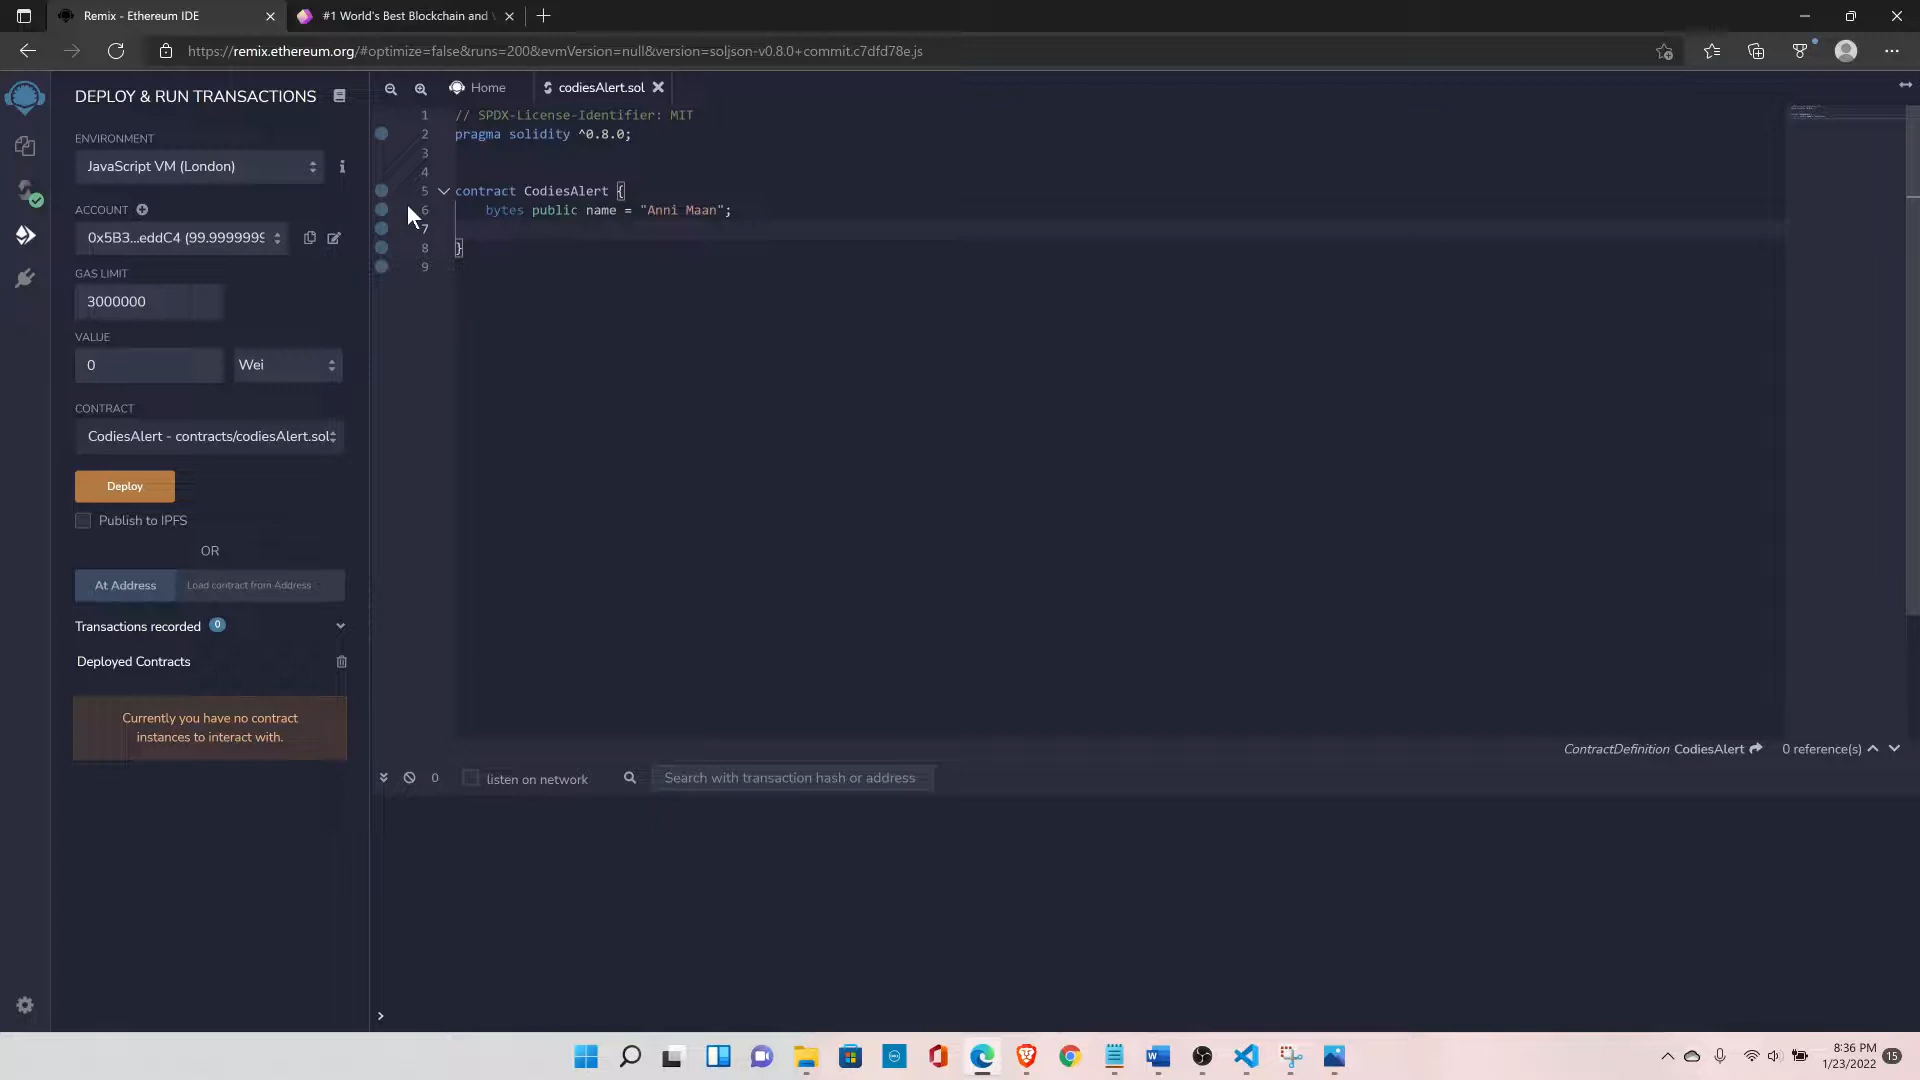 Remix - Ethereum IDE
#1 World's Best Blockchain and
https://remix.ethereum.org/#optimize=false&runs=200&evmVersion=null&version=soljson-v0.8.0+commit.c7dfd78e.js
DEPLOY & RUN TRANSACTIONS
ENVIRONMENT
JavaScript VM (London)
ACCOUNT
0x5B3...eddC4 (99.9999999
GAS LIMIT
3000000
VALUE
0
Wei
CONTRACT
CodiesAlert - contracts/codiesAlert.sol
Deploy
Publish to IPFS
OR
At Address
Load contract from Address
Transactions recorded 0
Deployed Contracts
Currently you have no contract
instances to interact with.
Home
codiesAlert.sol
1 // SPDX-License-Identifier: MIT
2 pragma solidity ^0.8.0;
3
4
5 contract CodiesAlert {
6 bytes public name = "Anni Maan";
7
8 }
9
ContractDefinition CodiesAlert
0 reference(s)
0
listen on network
Search with transaction hash or address
>
8:36 PM
1/23/2022
15